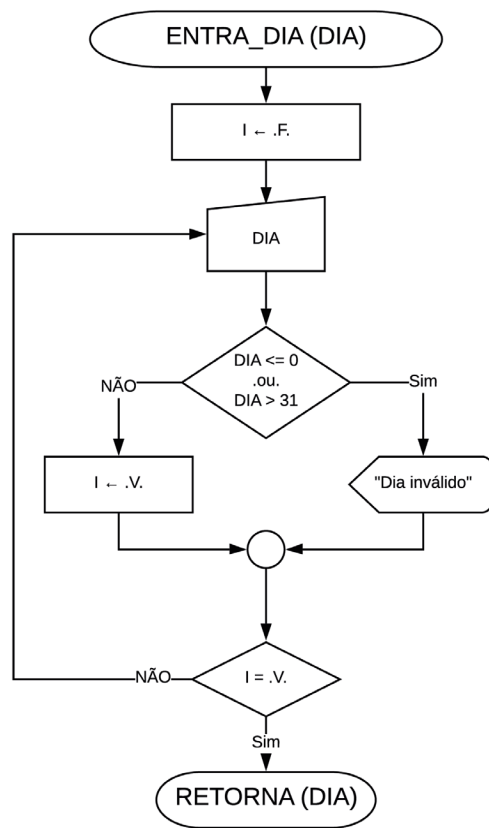 ENTRA_DIA (DIA)
I ← .F.
DIA
DIA <= 0
.ou.
DIA > 31
NÃO
Sim
I ← .V.
"Dia inválido"
NÃO
I = .V.
Sim
RETORNA (DIA)